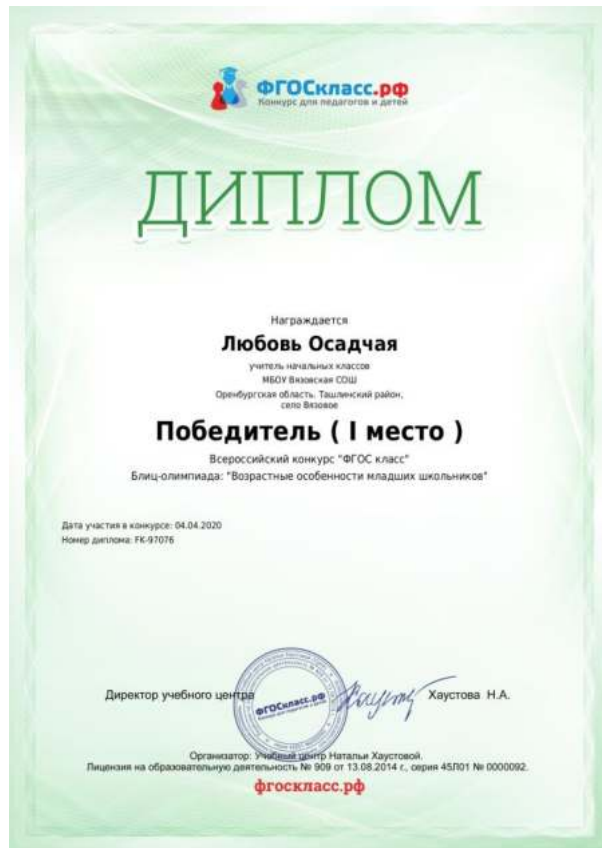 ФГОСкласс.рф
Конкурс для педагогов и детей
ДИПЛОМ
Награждается
Любовь Осадчая
учитель начальных классов
МБОУ Вязовская СОШ
Оренбургская область. Ташлинский район,
село Вязовое
Победитель ( I место )
Всероссийский конкурс "ФГОС класс"
Блиц-олимпиада: "Возрастные особенности младших школьников"
Дата участия в конкурсе: 04.04.2020
Номер диплома: FK-97076
Директор учебного центра
ФГОСкласс.рф
Хаустова Н.А.
Организатор: Учебный центр Натальи Хаустовой.
Лицензия на образовательную деятельность № 909 от 13.08.2014 г., серия 45Л01 № 0000092.
фгоскласс.рф